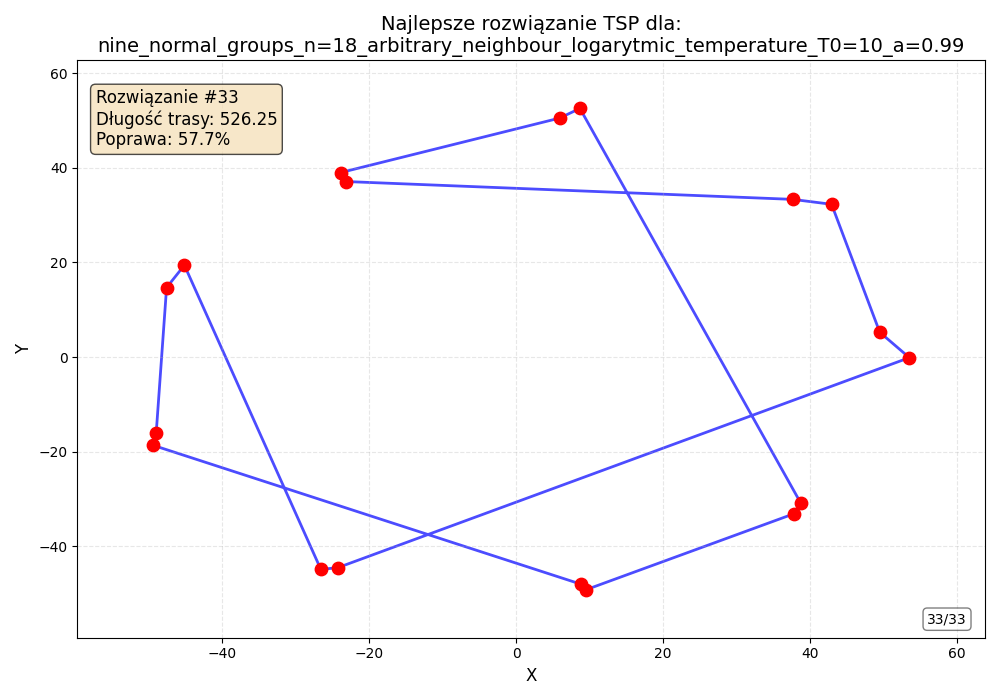 Najlepsze rozwiązanie TSP dla:
nine_normal_groups_n=18_arbitrary_neighbour_logarytmic_temperature_T0=10_a=0.99
Rozwiązanie #33
Długość trasy: 526.25
Poprawa: 57.7%
60
40
20
0
−20
−40
Y
33/33
−40
−20
0
20
40
60
X